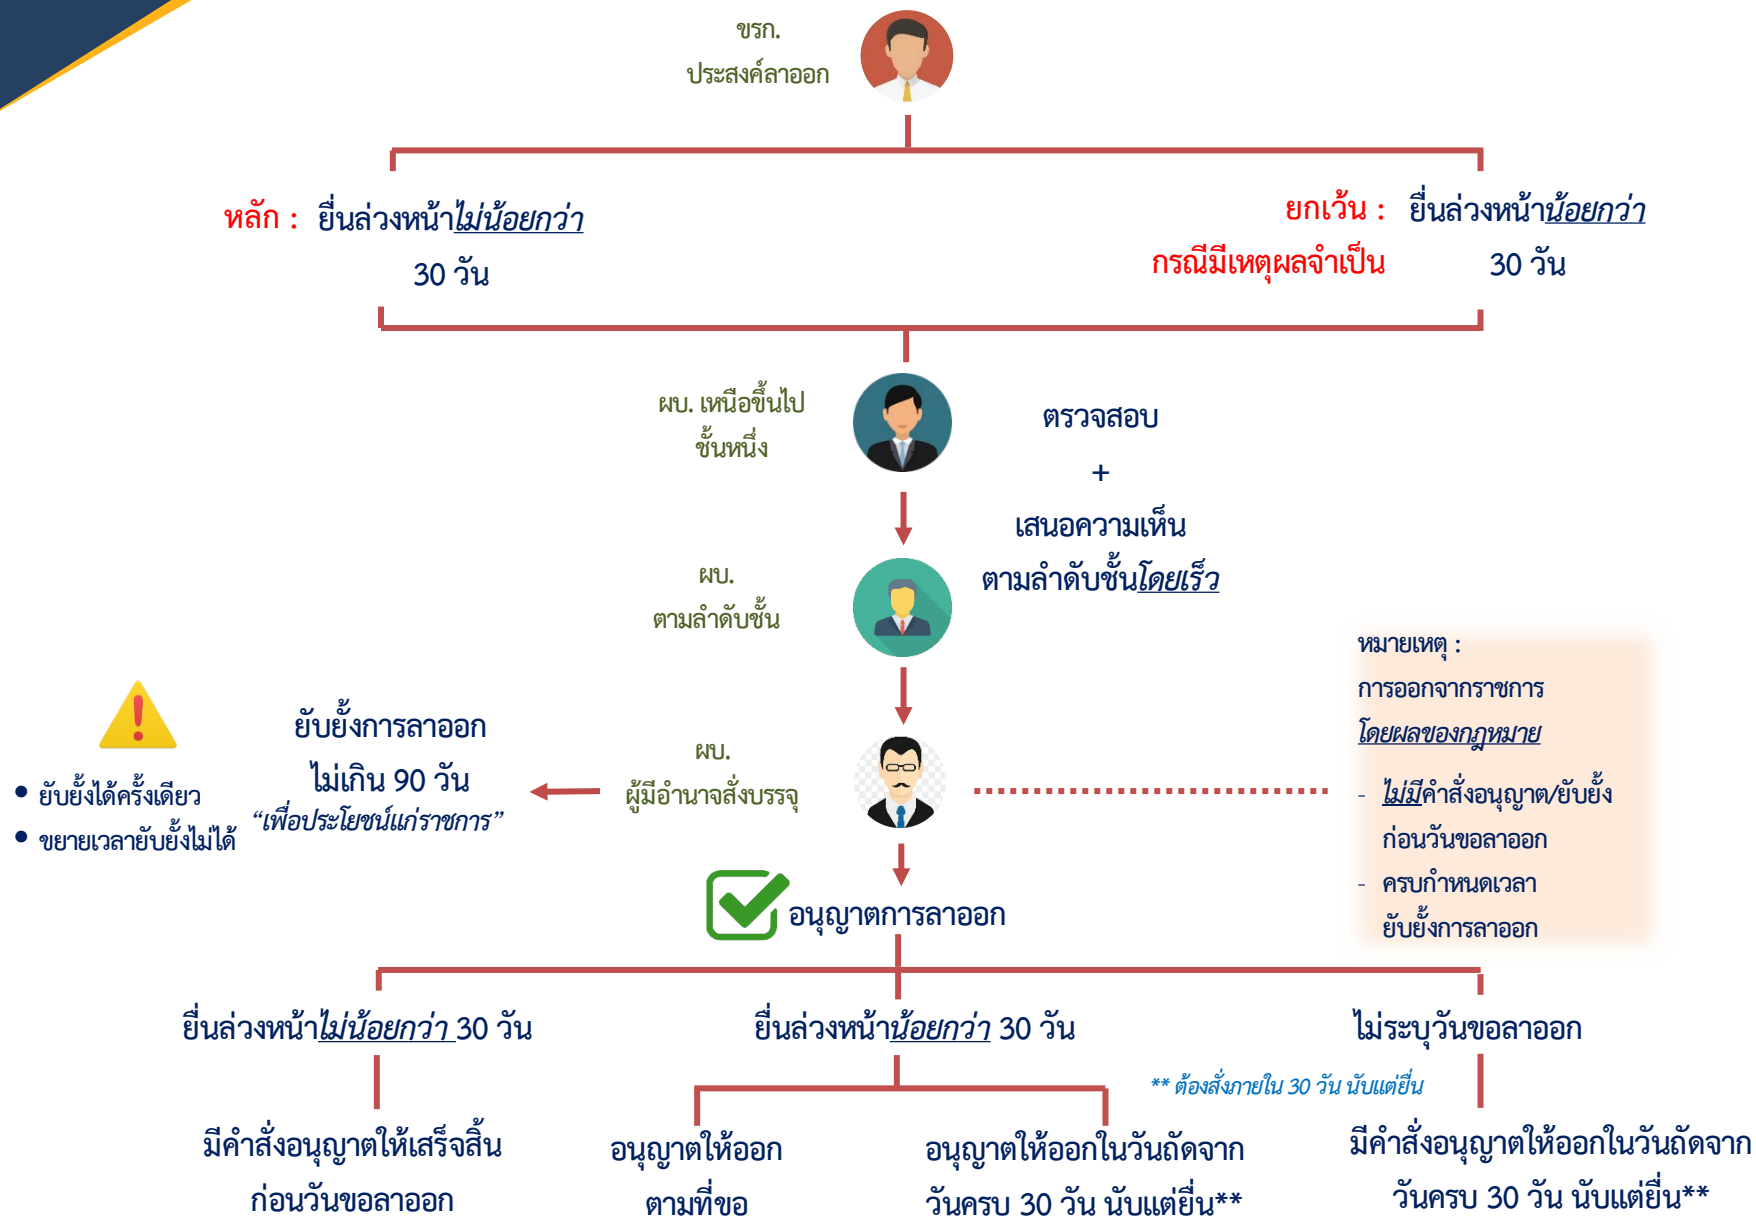 ขรก.
ประสงค์ลาออก
หลัก : ยื่นล่วงหน้าไม่น้อยกว่า
30 วัน
ยกเว้น : ยื่นล่วงหน้าน้อยกว่า
กรณีมีเหตุผลจำเป็น 30 วัน
ผบ. เหนือขึ้นไป
ชั้นหนึ่ง
ตรวจสอบ
+
เสนอความเห็น
ตามลำดับชั้นโดยเร็ว
ผบ.
ตามลำดับชั้น
ผบ.
ผู้มีอำนาจสั่งบรรจุ
ยับยั้งการลาออก
ไม่เกิน 90 วัน
“เพื่อประโยชน์แก่ราชการ”
• ยับยั้งได้ครั้งเดียว
• ขยายเวลายับยั้งไม่ได้
หมายเหตุ :
การออกจากราชการ
โดยผลของกฎหมาย
- ไม่มีคำสั่งอนุญาต/ยับยั้ง
ก่อนวันขอลาออก
- ครบกำหนดเวลา
ยับยั้งการลาออก
อนุญาตการลาออก
ยื่นล่วงหน้าไม่น้อยกว่า 30 วัน
มีคำสั่งอนุญาตให้เสร็จสิ้น
ก่อนวันขอลาออก
ยื่นล่วงหน้าน้อยกว่า 30 วัน
อนุญาตให้ออก
ตามที่ขอ
อนุญาตให้ออกในวันถัดจาก
วันครบ 30 วัน นับแต่ยื่น**
** ต้องสั่งภายใน 30 วัน นับแต่ยื่น
ไม่ระบุวันขอลาออก
มีคำสั่งอนุญาตให้ออกในวันถัดจาก
วันครบ 30 วัน นับแต่ยื่น**